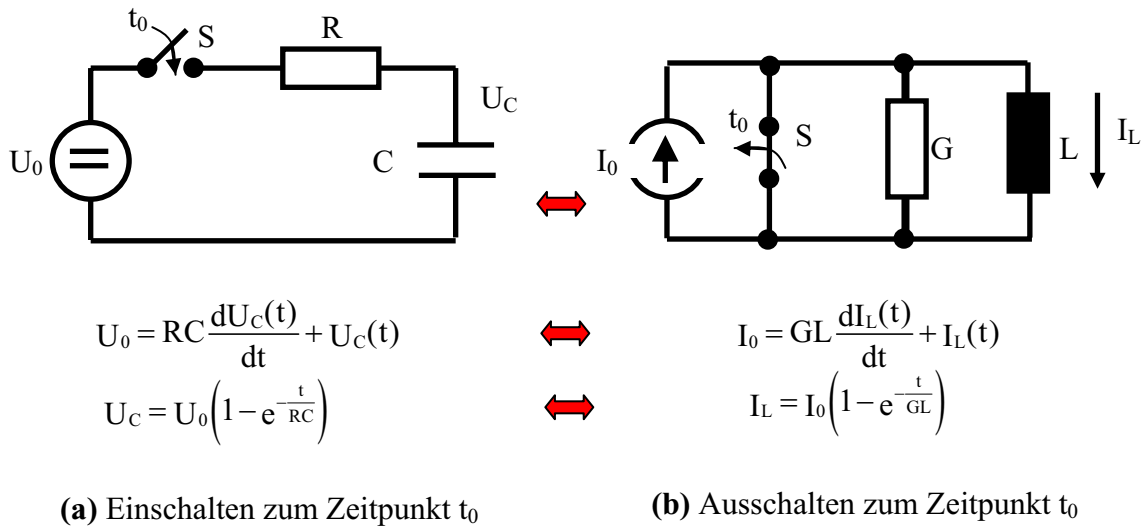 t₀ S R
U_C
U₀ C
t₀ S
I₀ G L I_L
U₀ = RC dU_C(t)/dt + U_C(t)
I₀ = GL dI_L(t)/dt + I_L(t)
U_C = U₀(1 − e^(−t/RC))
I_L = I₀(1 − e^(−t/GL))
(a) Einschalten zum Zeitpunkt t₀
(b) Ausschalten zum Zeitpunkt t₀